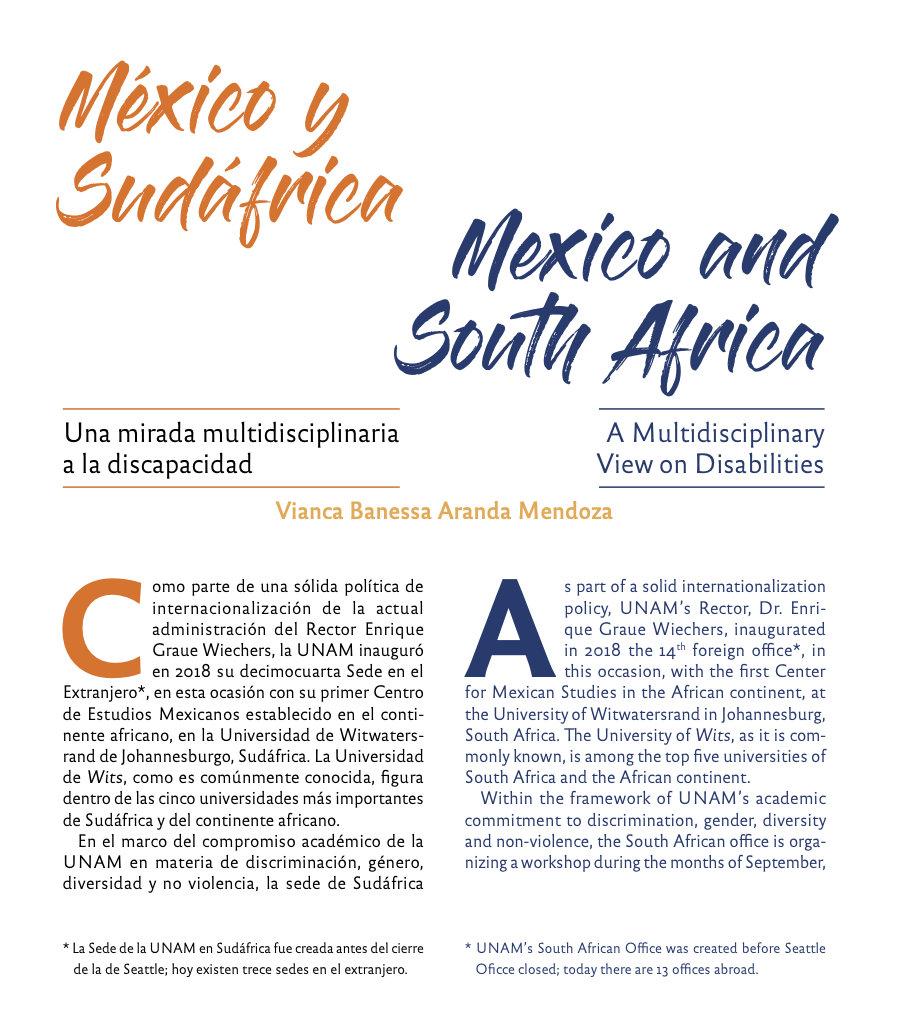 México y
Sudáfrica
Mexico and
South Africa
Una mirada multidisciplinaria
a la discapacidad
A Multidisciplinary
View on Disabilities
Vianca Banessa Aranda Mendoza
Como parte de una sólida política de
internacionalización de la actual
administración del Rector Enrique
Graue Wiechers, la UNAM inauguró
en 2018 su decimocuarta Sede en el
Extranjero*, en esta ocasión con su primer Centro
de Estudios Mexicanos establecido en el conti-
nente africano, en la Universidad de Witwaters-
rand de Johannesburgo, Sudáfrica. La Universidad
de Wits, como es comúnmente conocida, figura
dentro de las cinco universidades más importantes
de Sudáfrica y del continente africano.
En el marco del compromiso académico de la
UNAM en materia de discriminación, género,
diversidad y no violencia, la sede de Sudáfrica
* La Sede de la UNAM en Sudáfrica fue creada antes del cierre
de la de Seattle; hoy existen trece sedes en el extranjero.
As part of a solid internationalization
policy, UNAM's Rector, Dr. Enri-
que Graue Wiechers, inaugurated
in 2018 the 14th foreign office*, in
this occasion, with the first Center
for Mexican Studies in the African continent, at
the University of Witwatersrand in Johannesburg,
South Africa. The University of Wits, as it is com-
monly known, is among the top five universities of
South Africa and the African continent.
Within the framework of UNAM's academic
commitment to discrimination, gender, diversity
and non-violence, the South African office is orga-
nizing a workshop during the months of September,
* UNAM's South African Office was created before Seattle
Oficce closed; today there are 13 offices abroad.